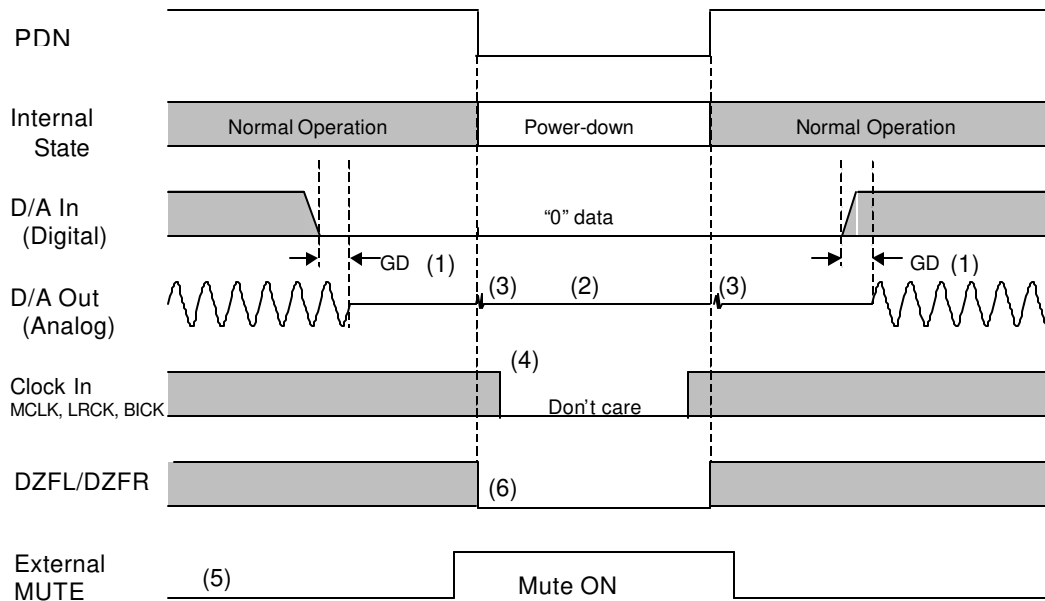 PDN
Internal
State
Normal Operation
Power-down
Normal Operation
D/A In
(Digital)
“0” data
GD (1)
GD (1)
D/A Out
(Analog)
(3)
(2)
(3)
Clock In
MCLK, LRCK, BICK
(4)
Don’t care
DZFL/DZFR
(6)
External
MUTE
(5)
Mute ON